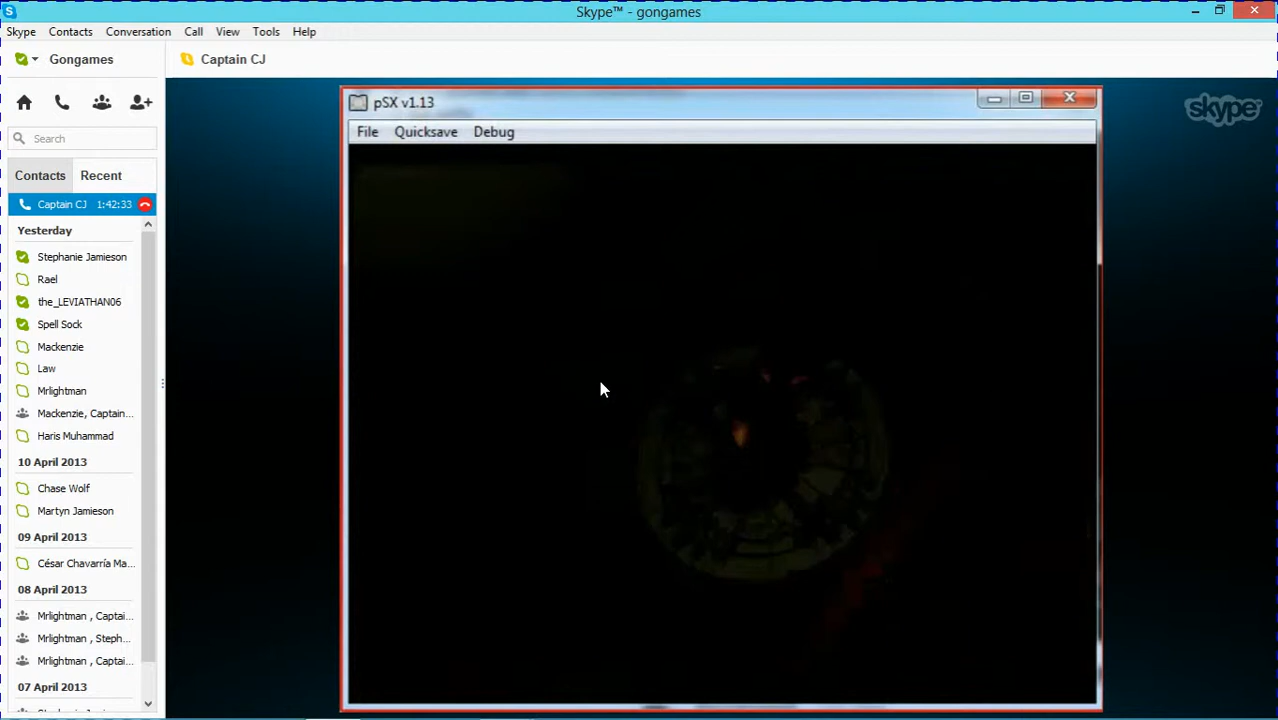 Skype™ - gongames
Skype Contacts Conversation Call View Tools Help
Gongames
Captain CJ
skype
Search
Contacts Recent
Captain CJ 1:42:33
Yesterday
Stephanie Jamieson
Rael
the_LEVIATHAN06
Spell Sock
Mackenzie
Law
Mrlightman
Mackenzie, Captain...
Haris Muhammad
10 April 2013
Chase Wolf
Martyn Jamieson
09 April 2013
César Chavarría Ma...
08 April 2013
Mrlightman , Captai...
Mrlightman , Steph...
Mrlightman , Captai...
07 April 2013
pSX v1.13
File Quicksave Debug